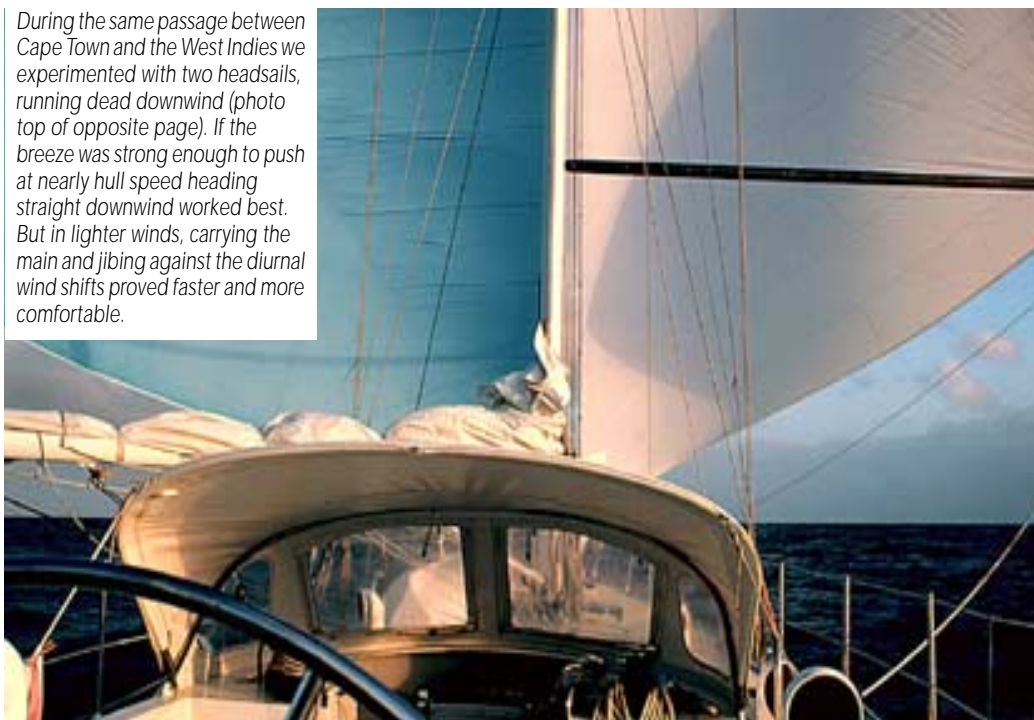 During the same passage between
Cape Town and the West Indies we
experimented with two headsails,
running dead downwind (photo
top of opposite page). If the
breeze was strong enough to push
at nearly hull speed heading
straight downwind worked best.
But in lighter winds, carrying the
main and jibing against the diurnal
wind shifts proved faster and more
comfortable.